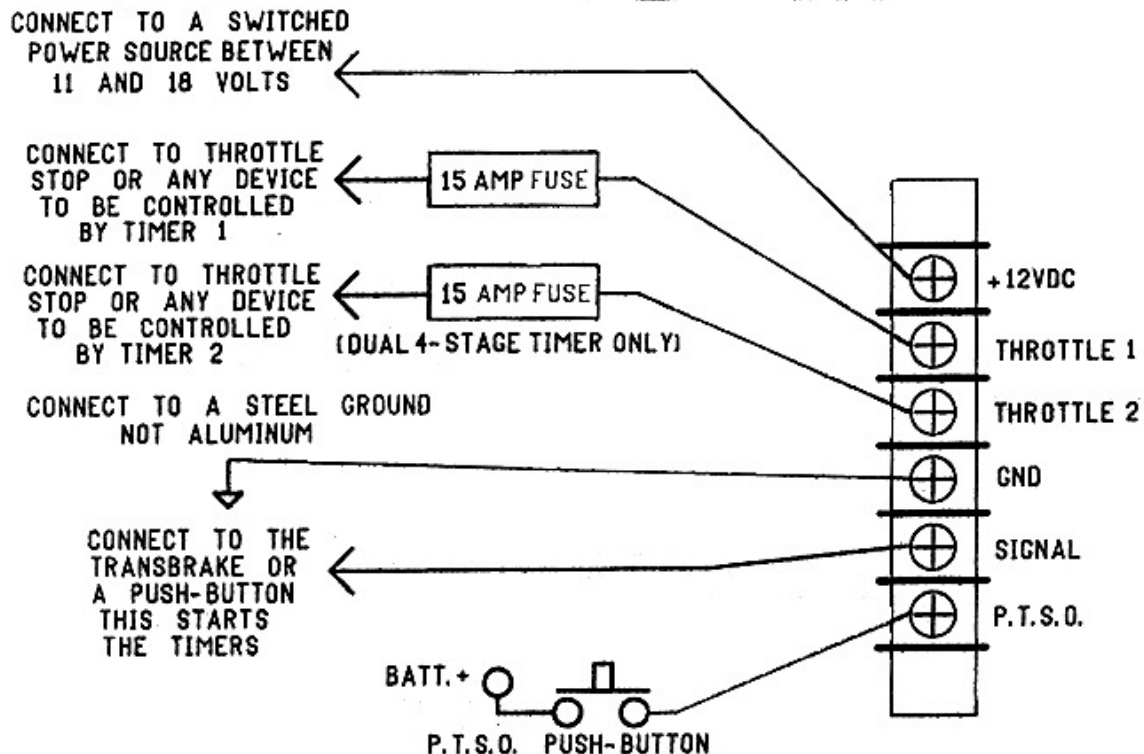 CONNECT TO A SWITCHED
POWER SOURCE BETWEEN
11 AND 18 VOLTS
CONNECT TO THROTTLE
STOP OR ANY DEVICE
TO BE CONTROLLED
BY TIMER 1
15 AMP FUSE
CONNECT TO THROTTLE
STOP OR ANY DEVICE
TO BE CONTROLLED
BY TIMER 2
15 AMP FUSE
(DUAL 4-STAGE TIMER ONLY)
CONNECT TO A STEEL GROUND
NOT ALUMINUM
CONNECT TO THE
TRANSBRAKE OR
A PUSH-BUTTON
THIS STARTS
THE TIMERS
BATT. +
P.T.S.O. PUSH-BUTTON
+12VDC
THROTTLE 1
THROTTLE 2
GND
SIGNAL
P.T.S.O.